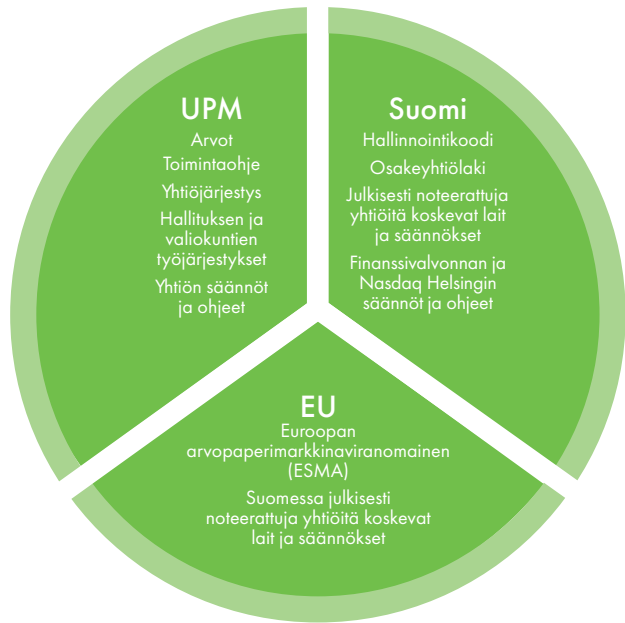 UPM
Arvot
Toimintaohje
Yhtiöjärjestys
Hallituksen ja
valiokuntien
työjärjestykset
Yhtiön säännöt
ja ohjeet
Suomi
Hallinnointikoodi
Osakeyhtiölaki
Julkisesti noteerattuja
yhtiöitä koskevat lait
ja säännökset
Finanssivalvonnan ja
Nasdaq Helsingin
säännöt ja ohjeet
EU
Euroopan
arvopaperimarkkinaviranomainen
(ESMA)
Suomessa julkisesti
noteerattuja yhtiöitä koskevat
lait ja säännökset